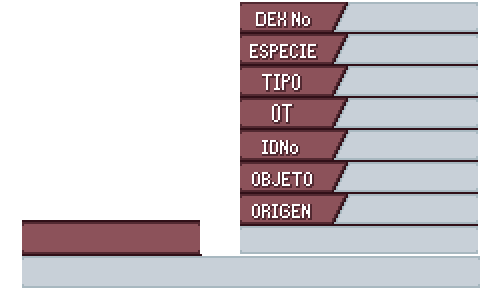 DEX No
ESPECIE
TIPO
OT
IDNo
OBJETO
ORIGEN